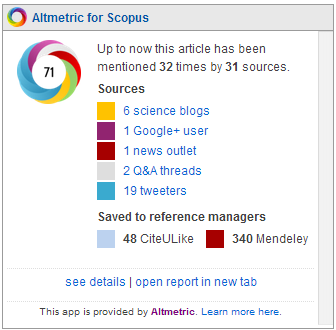 Altmetric for Scopus
71
Up to now this article has been
mentioned 32 times by 31 sources.
Sources
6 science blogs
1 Google+ user
1 news outlet
2 Q&A threads
19 tweeters
Saved to reference managers
48 CiteULike 340 Mendeley
see details | open report in new tab
This app is provided by Altmetric. Learn more here.